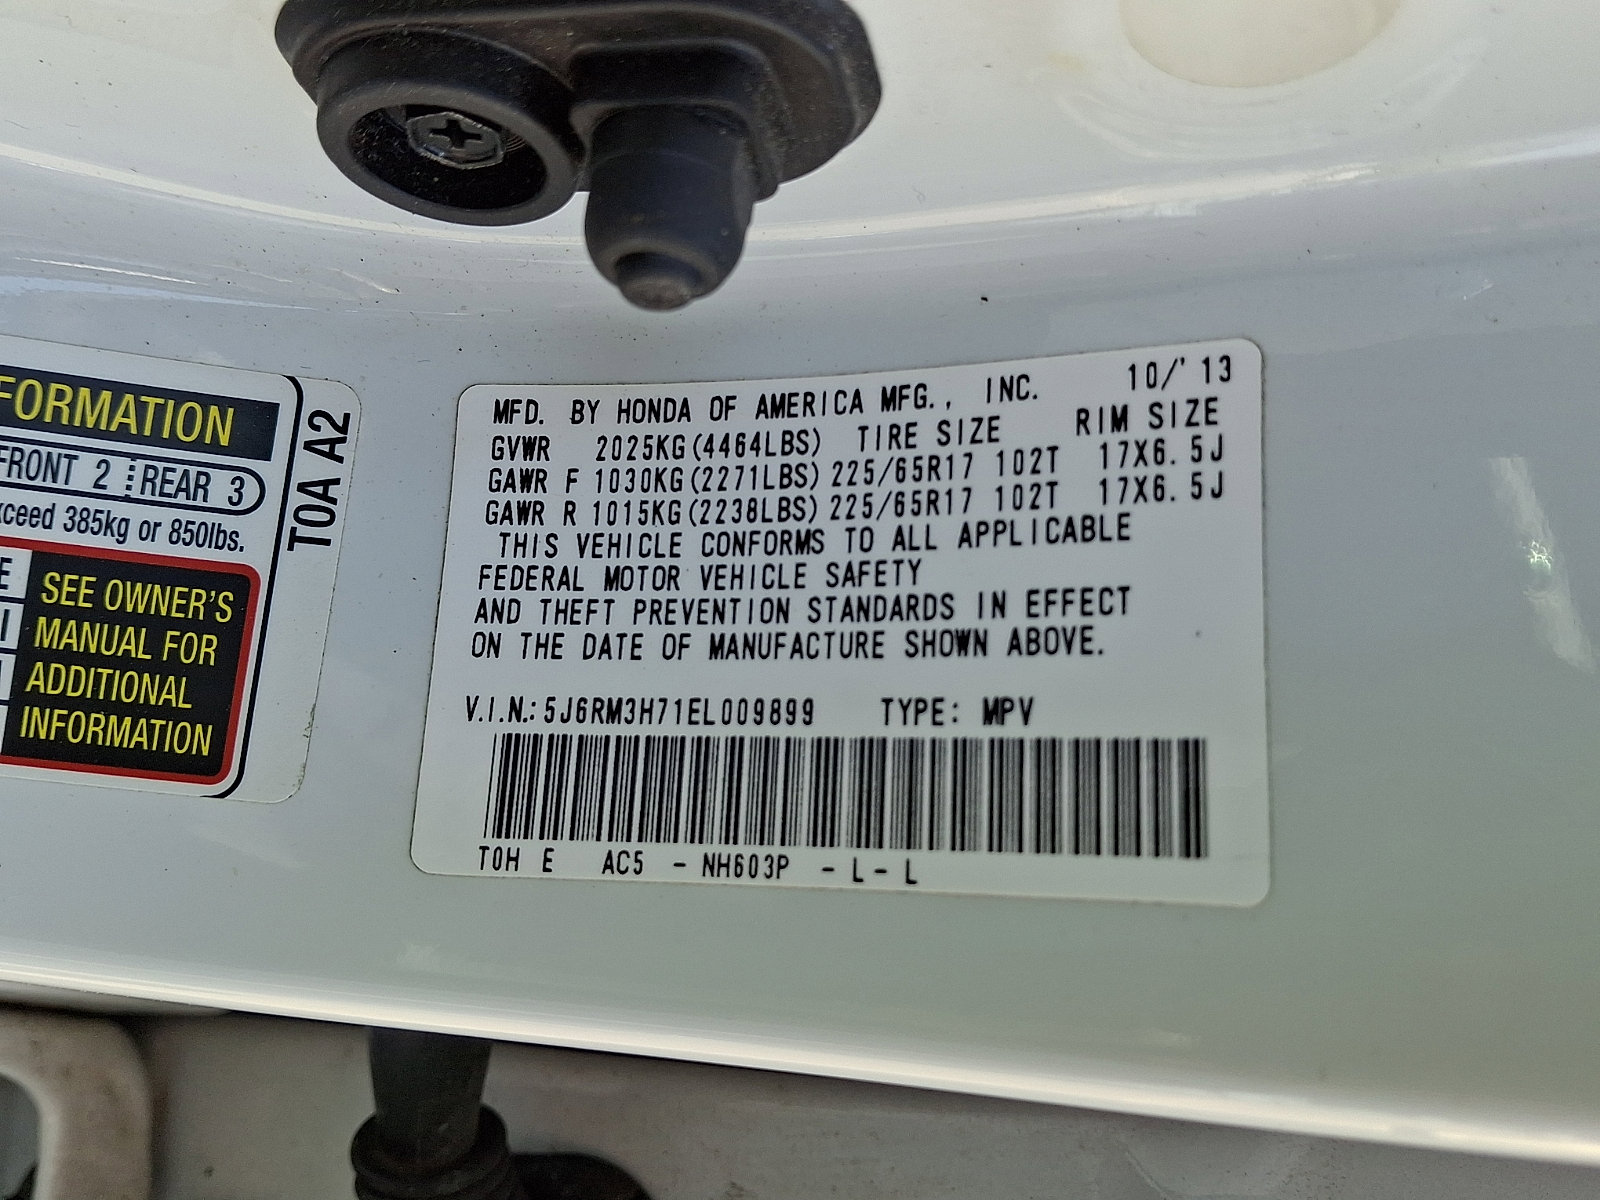 FORMATION
FRONT 2 REAR 3
xceed 385kg or 850lbs.
SEE OWNER'S
MANUAL FOR
ADDITIONAL
INFORMATION
T0A A2
MFD. BY HONDA OF AMERICA MFG., INC. 10/'13
GVWR 2025KG(4464LBS) TIRE SIZE RIM SIZE
GAWR F 1030KG(2271LBS) 225/65R17 102T 17X6.5J
GAWR R 1015KG(2238LBS) 225/65R17 102T 17X6.5J
THIS VEHICLE CONFORMS TO ALL APPLICABLE
FEDERAL MOTOR VEHICLE SAFETY
AND THEFT PREVENTION STANDARDS IN EFFECT
ON THE DATE OF MANUFACTURE SHOWN ABOVE.
V.I.N.: 5J6RM3H71EL009899 TYPE: MPV
T0H E AC5 - NH603P - L - L